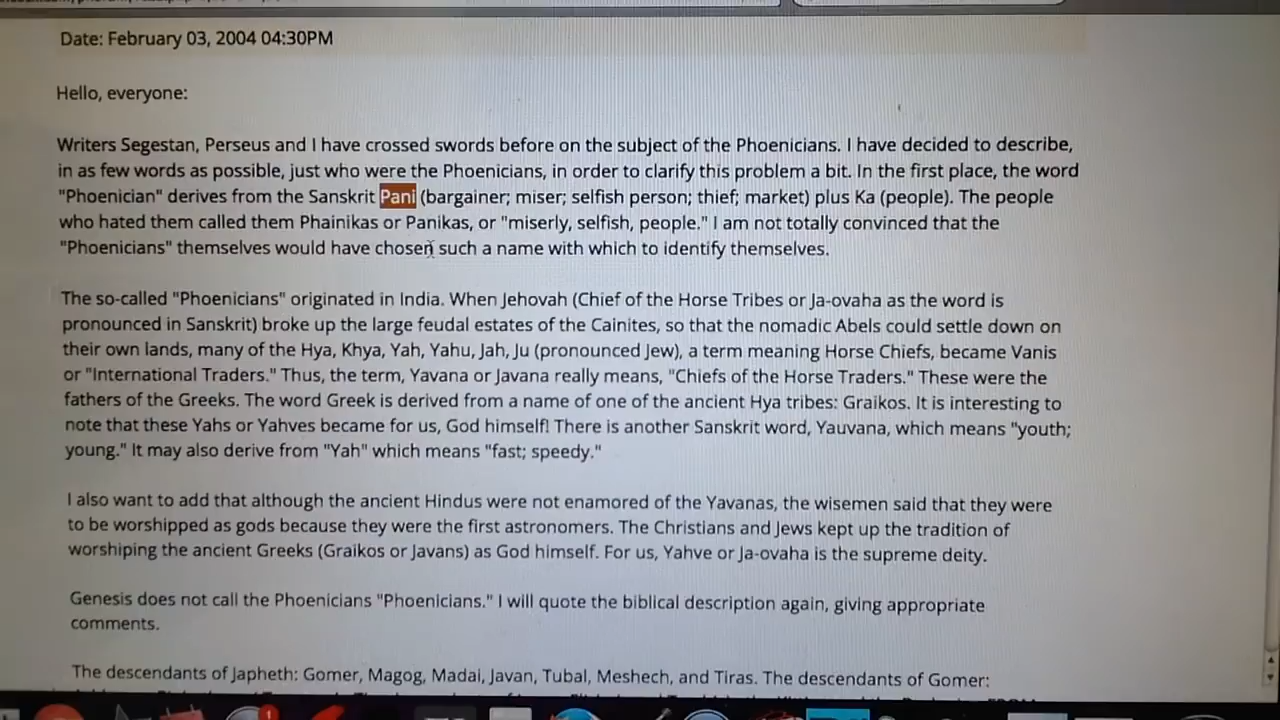 Date: February 03, 2004 04:30PM
Hello, everyone:
Writers Segestan, Perseus and I have crossed swords before on the subject of the Phoenicians. I have decided to describe,
in as few words as possible, just who were the Phoenicians, in order to clarify this problem a bit. In the first place, the word
"Phoenician" derives from the Sanskrit Pani (bargainer; miser; selfish person; thief; market) plus Ka (people). The people
who hated them called them Phainikas or Panikas, or "miserly, selfish, people." I am not totally convinced that the
"Phoenicians" themselves would have chosen such a name with which to identify themselves.
The so-called "Phoenicians" originated in India. When Jehovah (Chief of the Horse Tribes or Ja-ovaha as the word is
pronounced in Sanskrit) broke up the large feudal estates of the Cainites, so that the nomadic Abels could settle down on
their own lands, many of the Hya, Khya, Yah, Yahu, Jah, Ju (pronounced Jew), a term meaning Horse Chiefs, became Vanis
or "International Traders." Thus, the term, Yavana or Javana really means, "Chiefs of the Horse Traders." These were the
fathers of the Greeks. The word Greek is derived from a name of one of the ancient Hya tribes: Graikos. It is interesting to
note that these Yahs or Yahves became for us, God himself! There is another Sanskrit word, Yauvana, which means "youth;
young." It may also derive from "Yah" which means "fast; speedy."
I also want to add that although the ancient Hindus were not enamored of the Yavanas, the wisemen said that they were
to be worshipped as gods because they were the first astronomers. The Christians and Jews kept up the tradition of
worshiping the ancient Greeks (Graikos or Javans) as God himself. For us, Yahve or Ja-ovaha is the supreme deity.
Genesis does not call the Phoenicians "Phoenicians." I will quote the biblical description again, giving appropriate
comments.
The descendants of Japheth: Gomer, Magog, Madai, Javan, Tubal, Meshech, and Tiras. The descendants of Gomer: